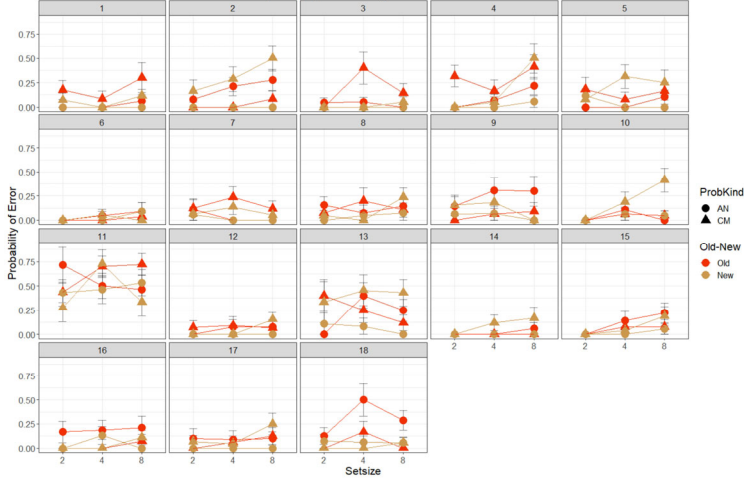 1 2 3 4 5
0.75
0.50
0.25
0.00
6 7 8 9 10
0.75
0.50
0.25
0.00
11 12 13 14 15
0.75
0.50
0.25
0.00
2 4 8 2 4 8
16 17 18
0.75
0.50
0.25
0.00
2 4 8 2 4 8 2 4 8
Setsize
Probability of Error
ProbKind
AN
CM
Old-New
Old
New